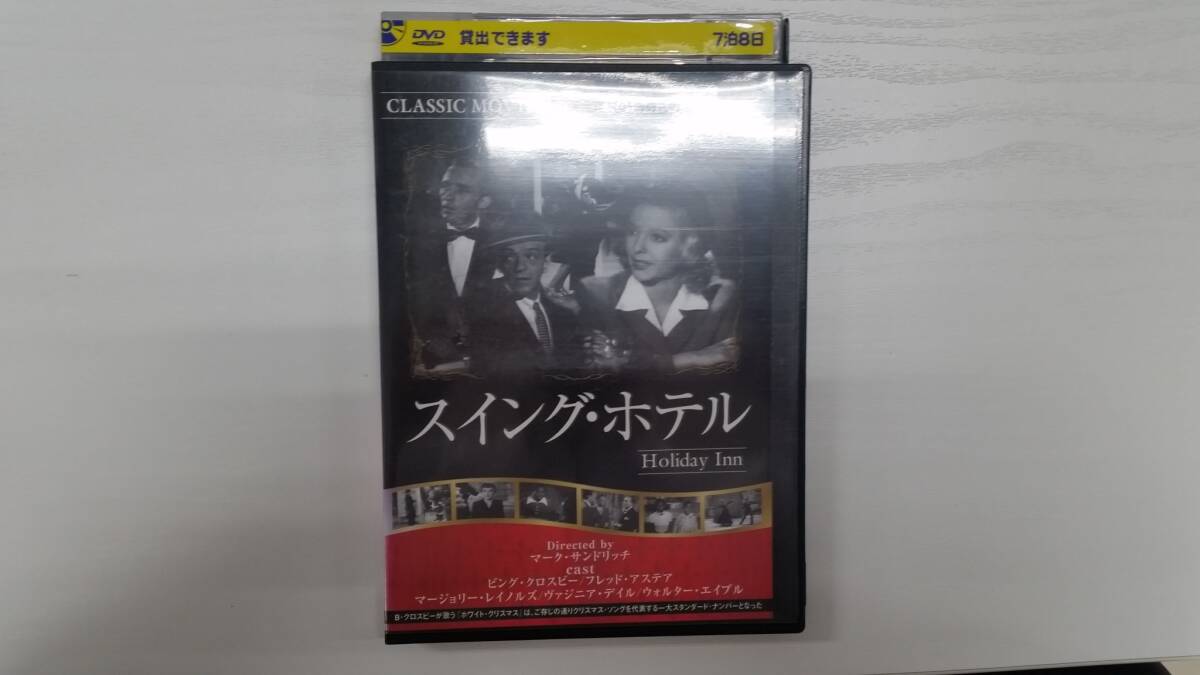 DVD 貸出できます 7泊8日
CLASSIC MOVIE
スイング・ホテル
Holiday Inn
Directed by
マーク・サンドリッチ
cast
ビング・クロスビー/フレッド・アステア
マージョリー・レイノルズ/ヴァジニア・デイル/ウォルター・エイブル
B・クロスビーが歌う「ホワイト・クリスマス」は、ご存じの通りクリスマス・ソングを代表する一大スタンダード・ナンバーとなった